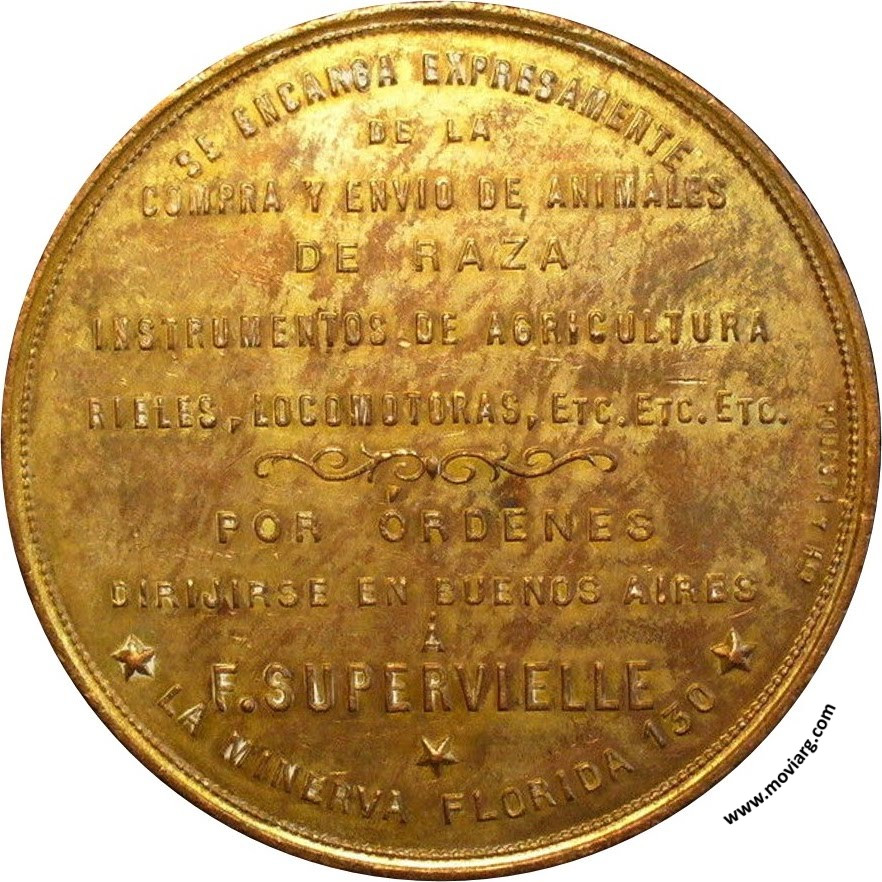 SE ENCARGA EXPRESAMENTE
DE LA
COMPRA Y ENVIO DE ANIMALES
DE RAZA
INSTRUMENTOS DE AGRICULTURA
RIELES, LOCOMOTORAS, ETC. ETC. ETC.
POR ÓRDENES
DIRIJIRSE EN BUENOS AIRES
Á
F. SUPERVIELLE
LA MINERVA FLORIDA 130
Y HO
www.moviarg.com